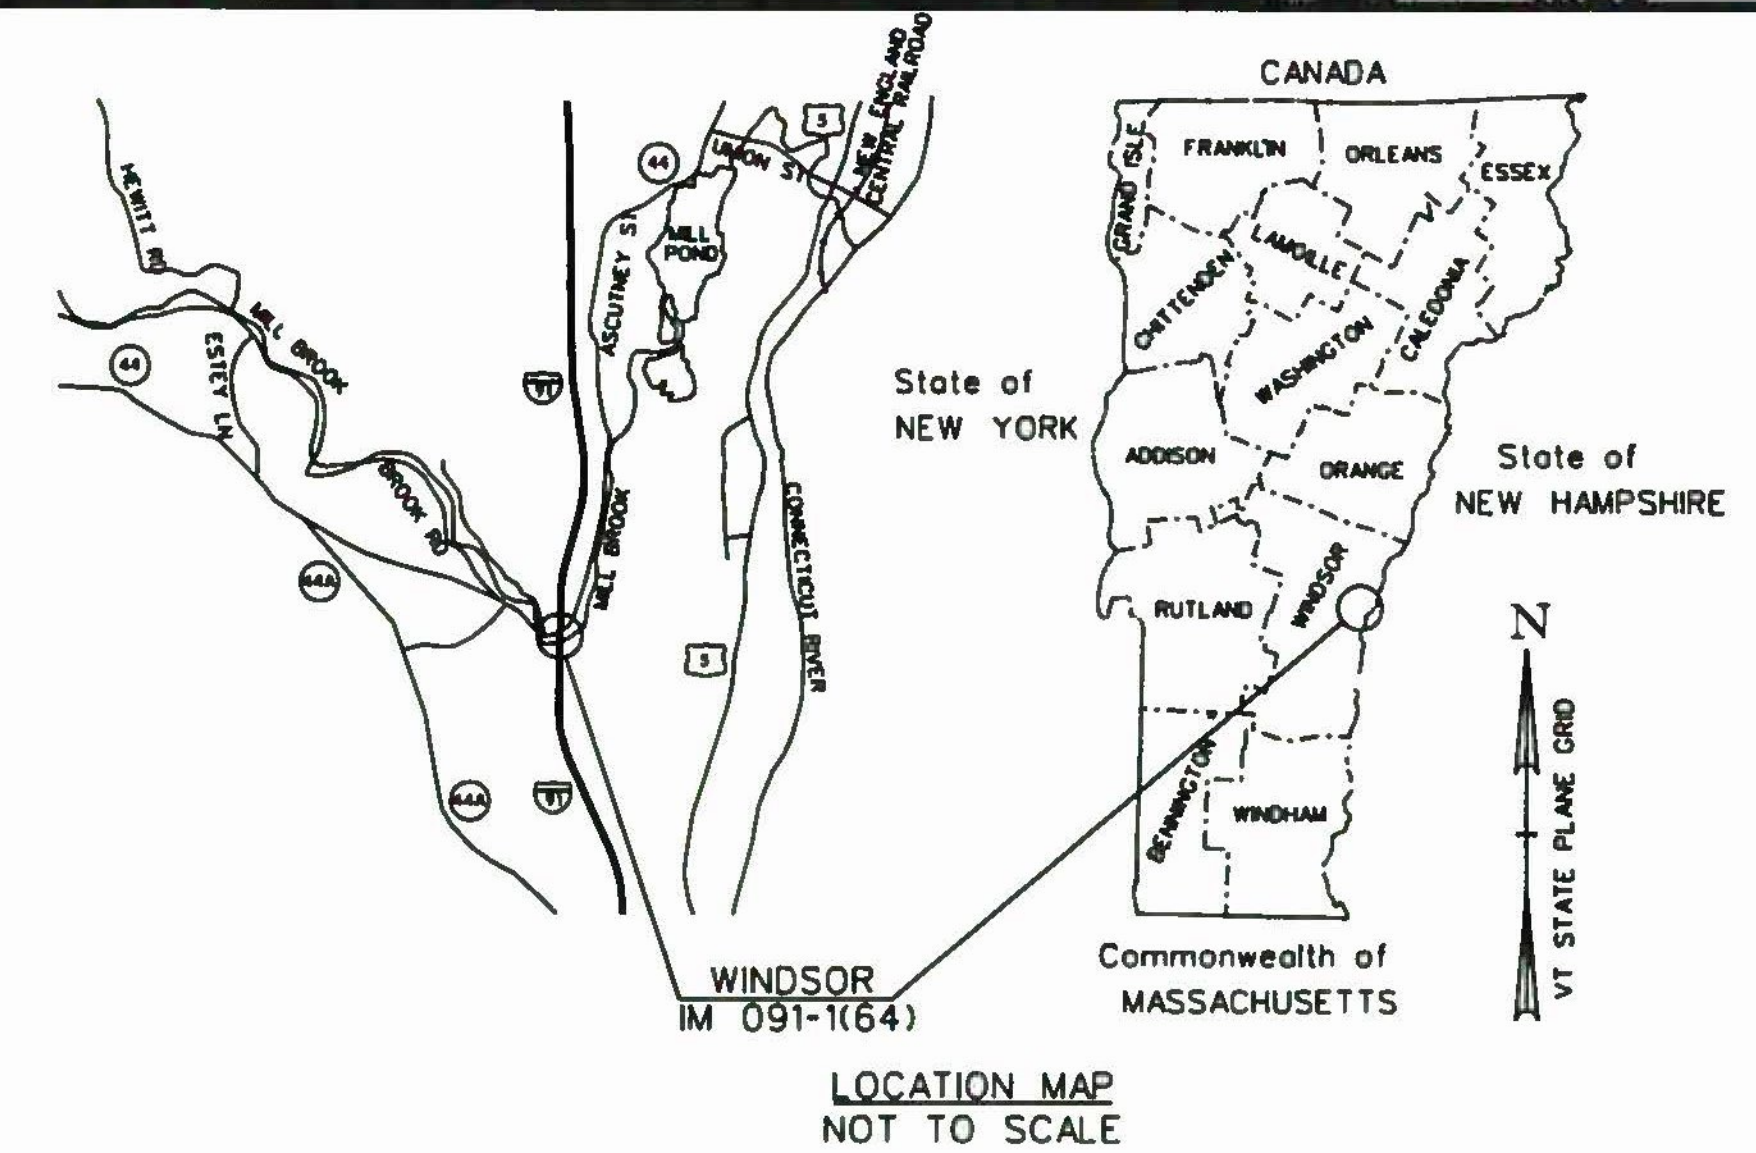 NEW ENGLAND
CENTRAL RAILROAD
5
44
UNION ST
HEWITT RD
MILL
POND
ASCUTNEY ST
MILL BROOK
44
ESTEY LN
91
BROOK RD
MILL BROOK
CONNECTICUT RIVER
44A
5
44A
91
CANADA
GRAND ISLE
FRANKLIN
ORLEANS
ESSEX
LAMOILLE
CHITTENDEN
CALEDONIA
WASHINGTON
State of
NEW YORK
ADDISON
ORANGE
State of
NEW HAMPSHIRE
WINDSOR
RUTLAND
N
VT STATE PLANE GRID
BENNINGTON
WINDHAM
Commonwealth of
MASSACHUSETTS
WINDSOR
IM 091-1(64)
LOCATION MAP
NOT TO SCALE